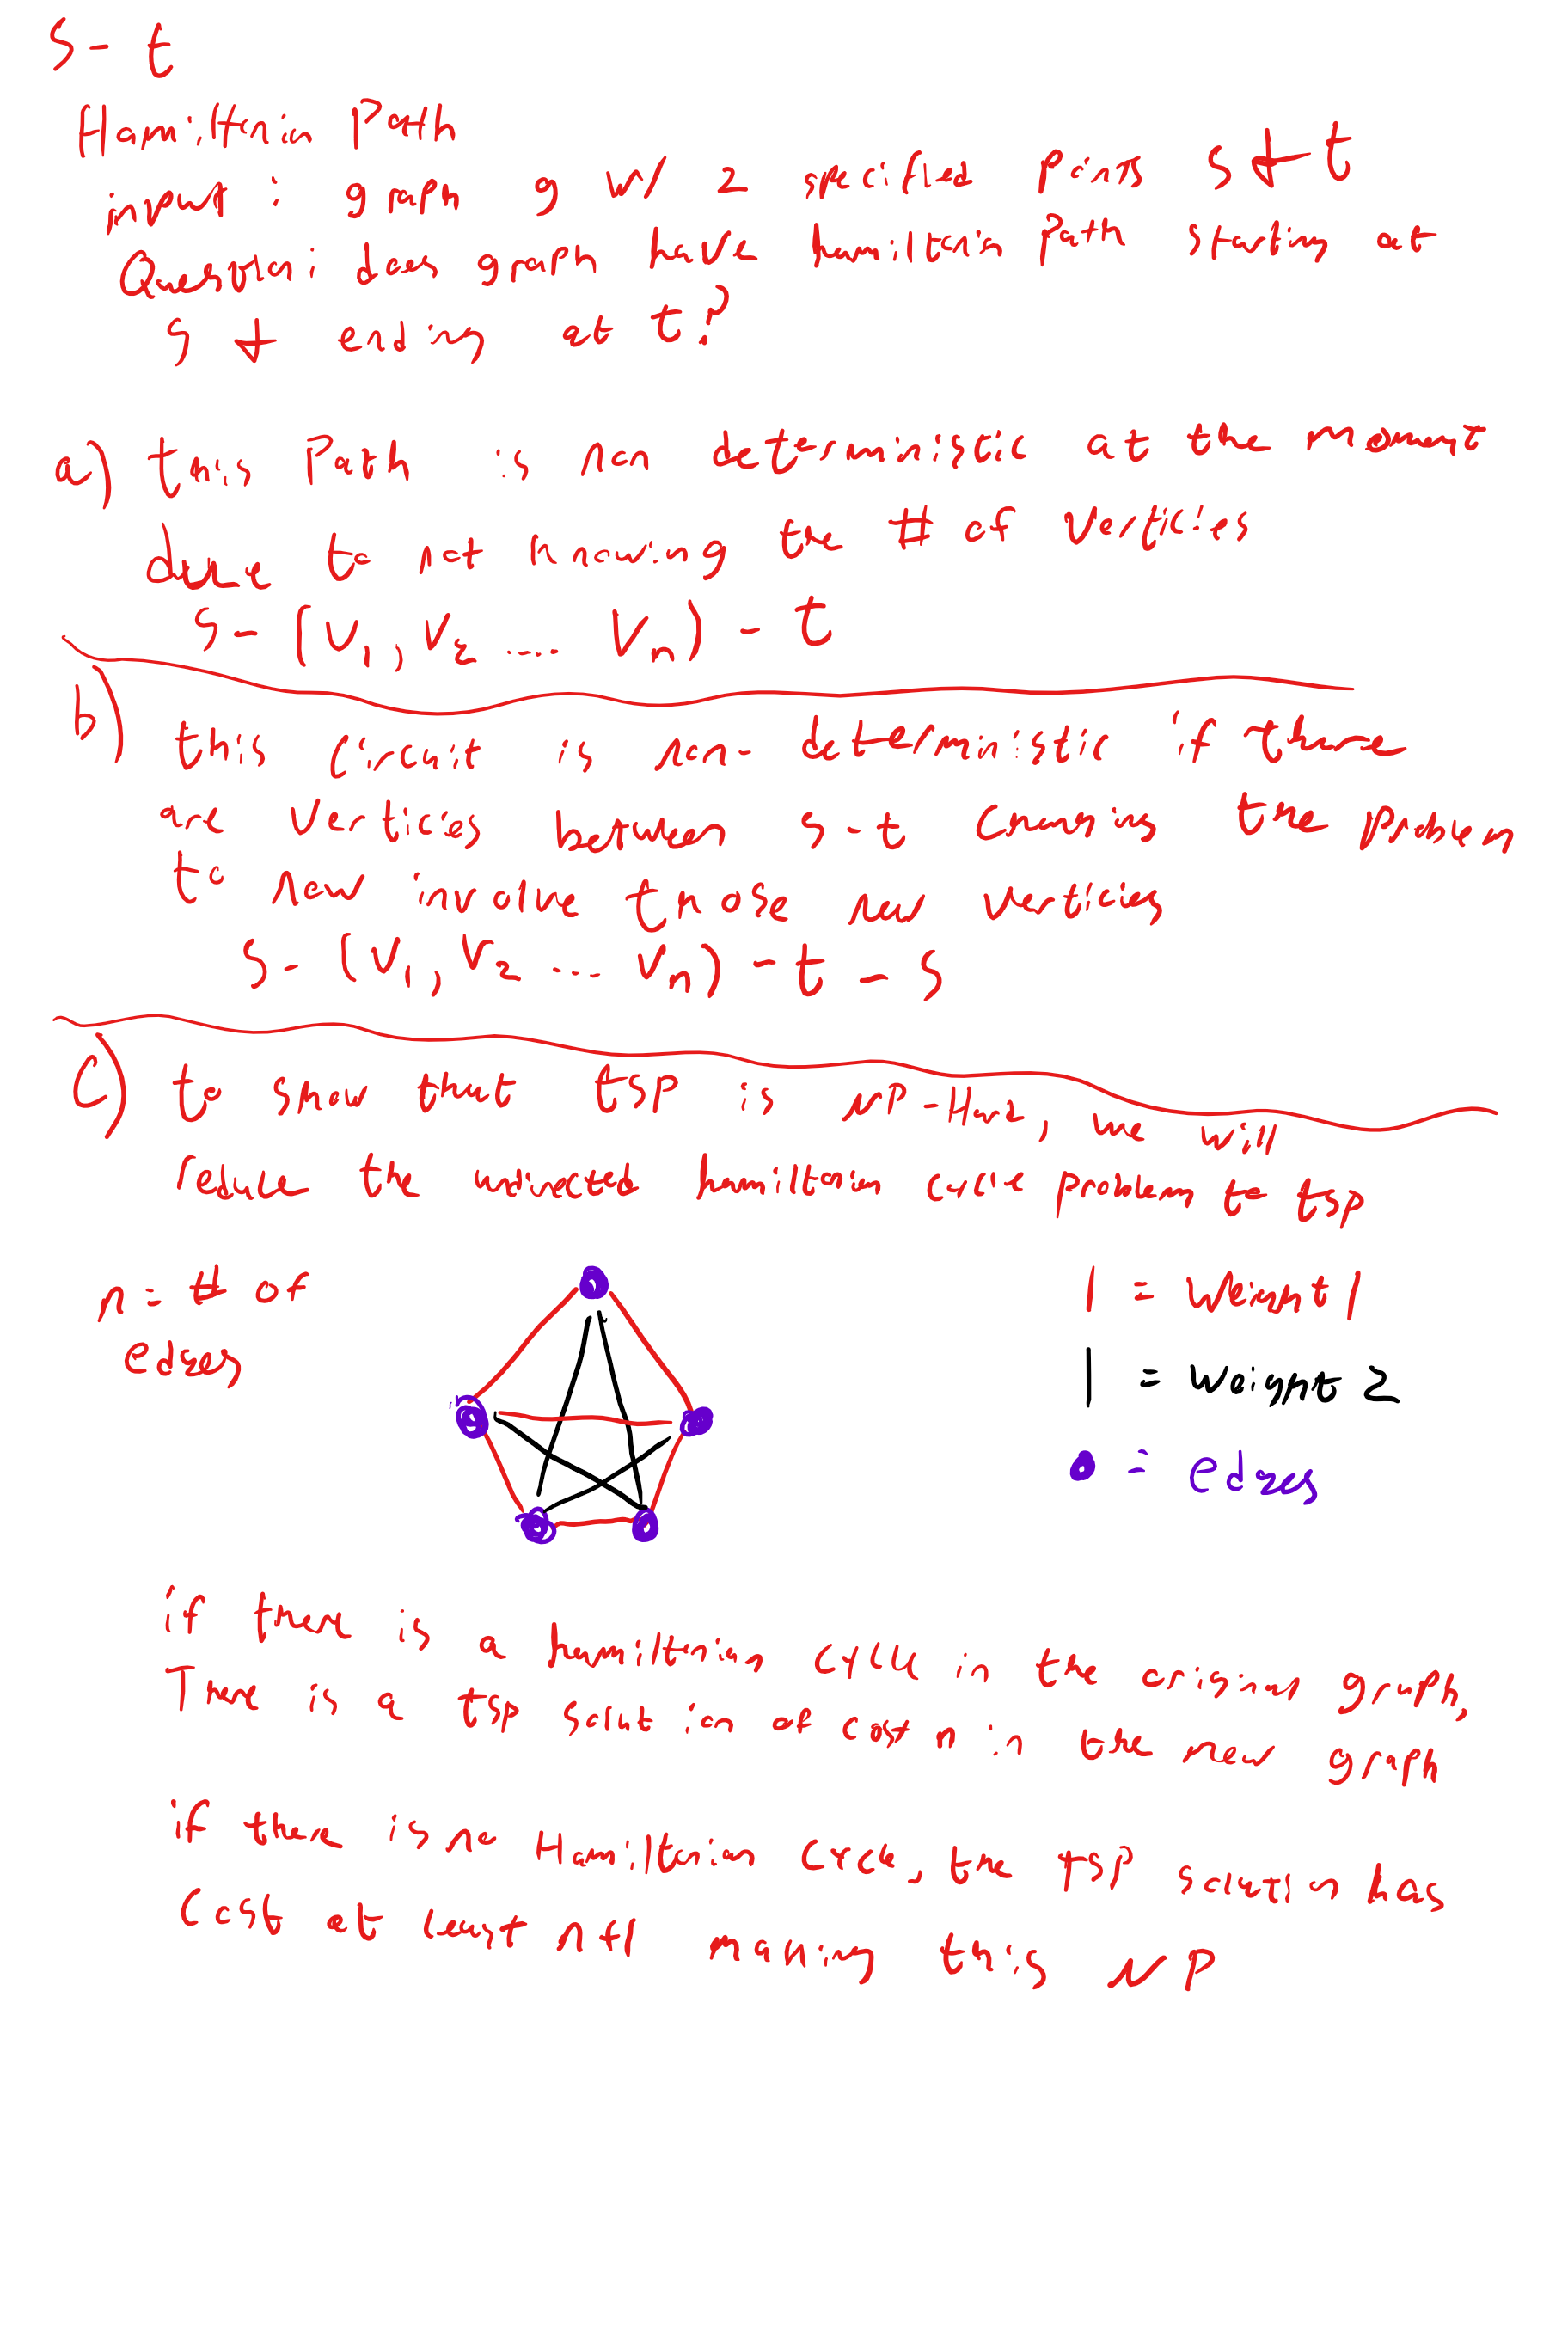 s - t
Hamiltnin Path
input : graph g w/ 2 specified points s + t
Question : does graph have hamiltonin Path starting at
s + ending at t?
a) this Path is non deterministic at the moment
due to not knowing the # of verticies
s - (V1, V2 .... Vn) - t
b) this circuit is non-deterministic if there
are verticies between s-t causing the problem
to now involve those new verticies
s - (V1, V2 .... Vn) - t - s
c) to show that tsp is NP-Hard, we will
reduce the undirected hamiltonian cycle problem to tsp
n = # of
edges
| = weight 1
| = weight 2
= edges
if there is a hamiltonian cycle in the original graph,
There is a tsp solution of cost n in the new graph
if there is no Hamiltonian cycle, the tSP solution has
cost at least n+1 making this NP